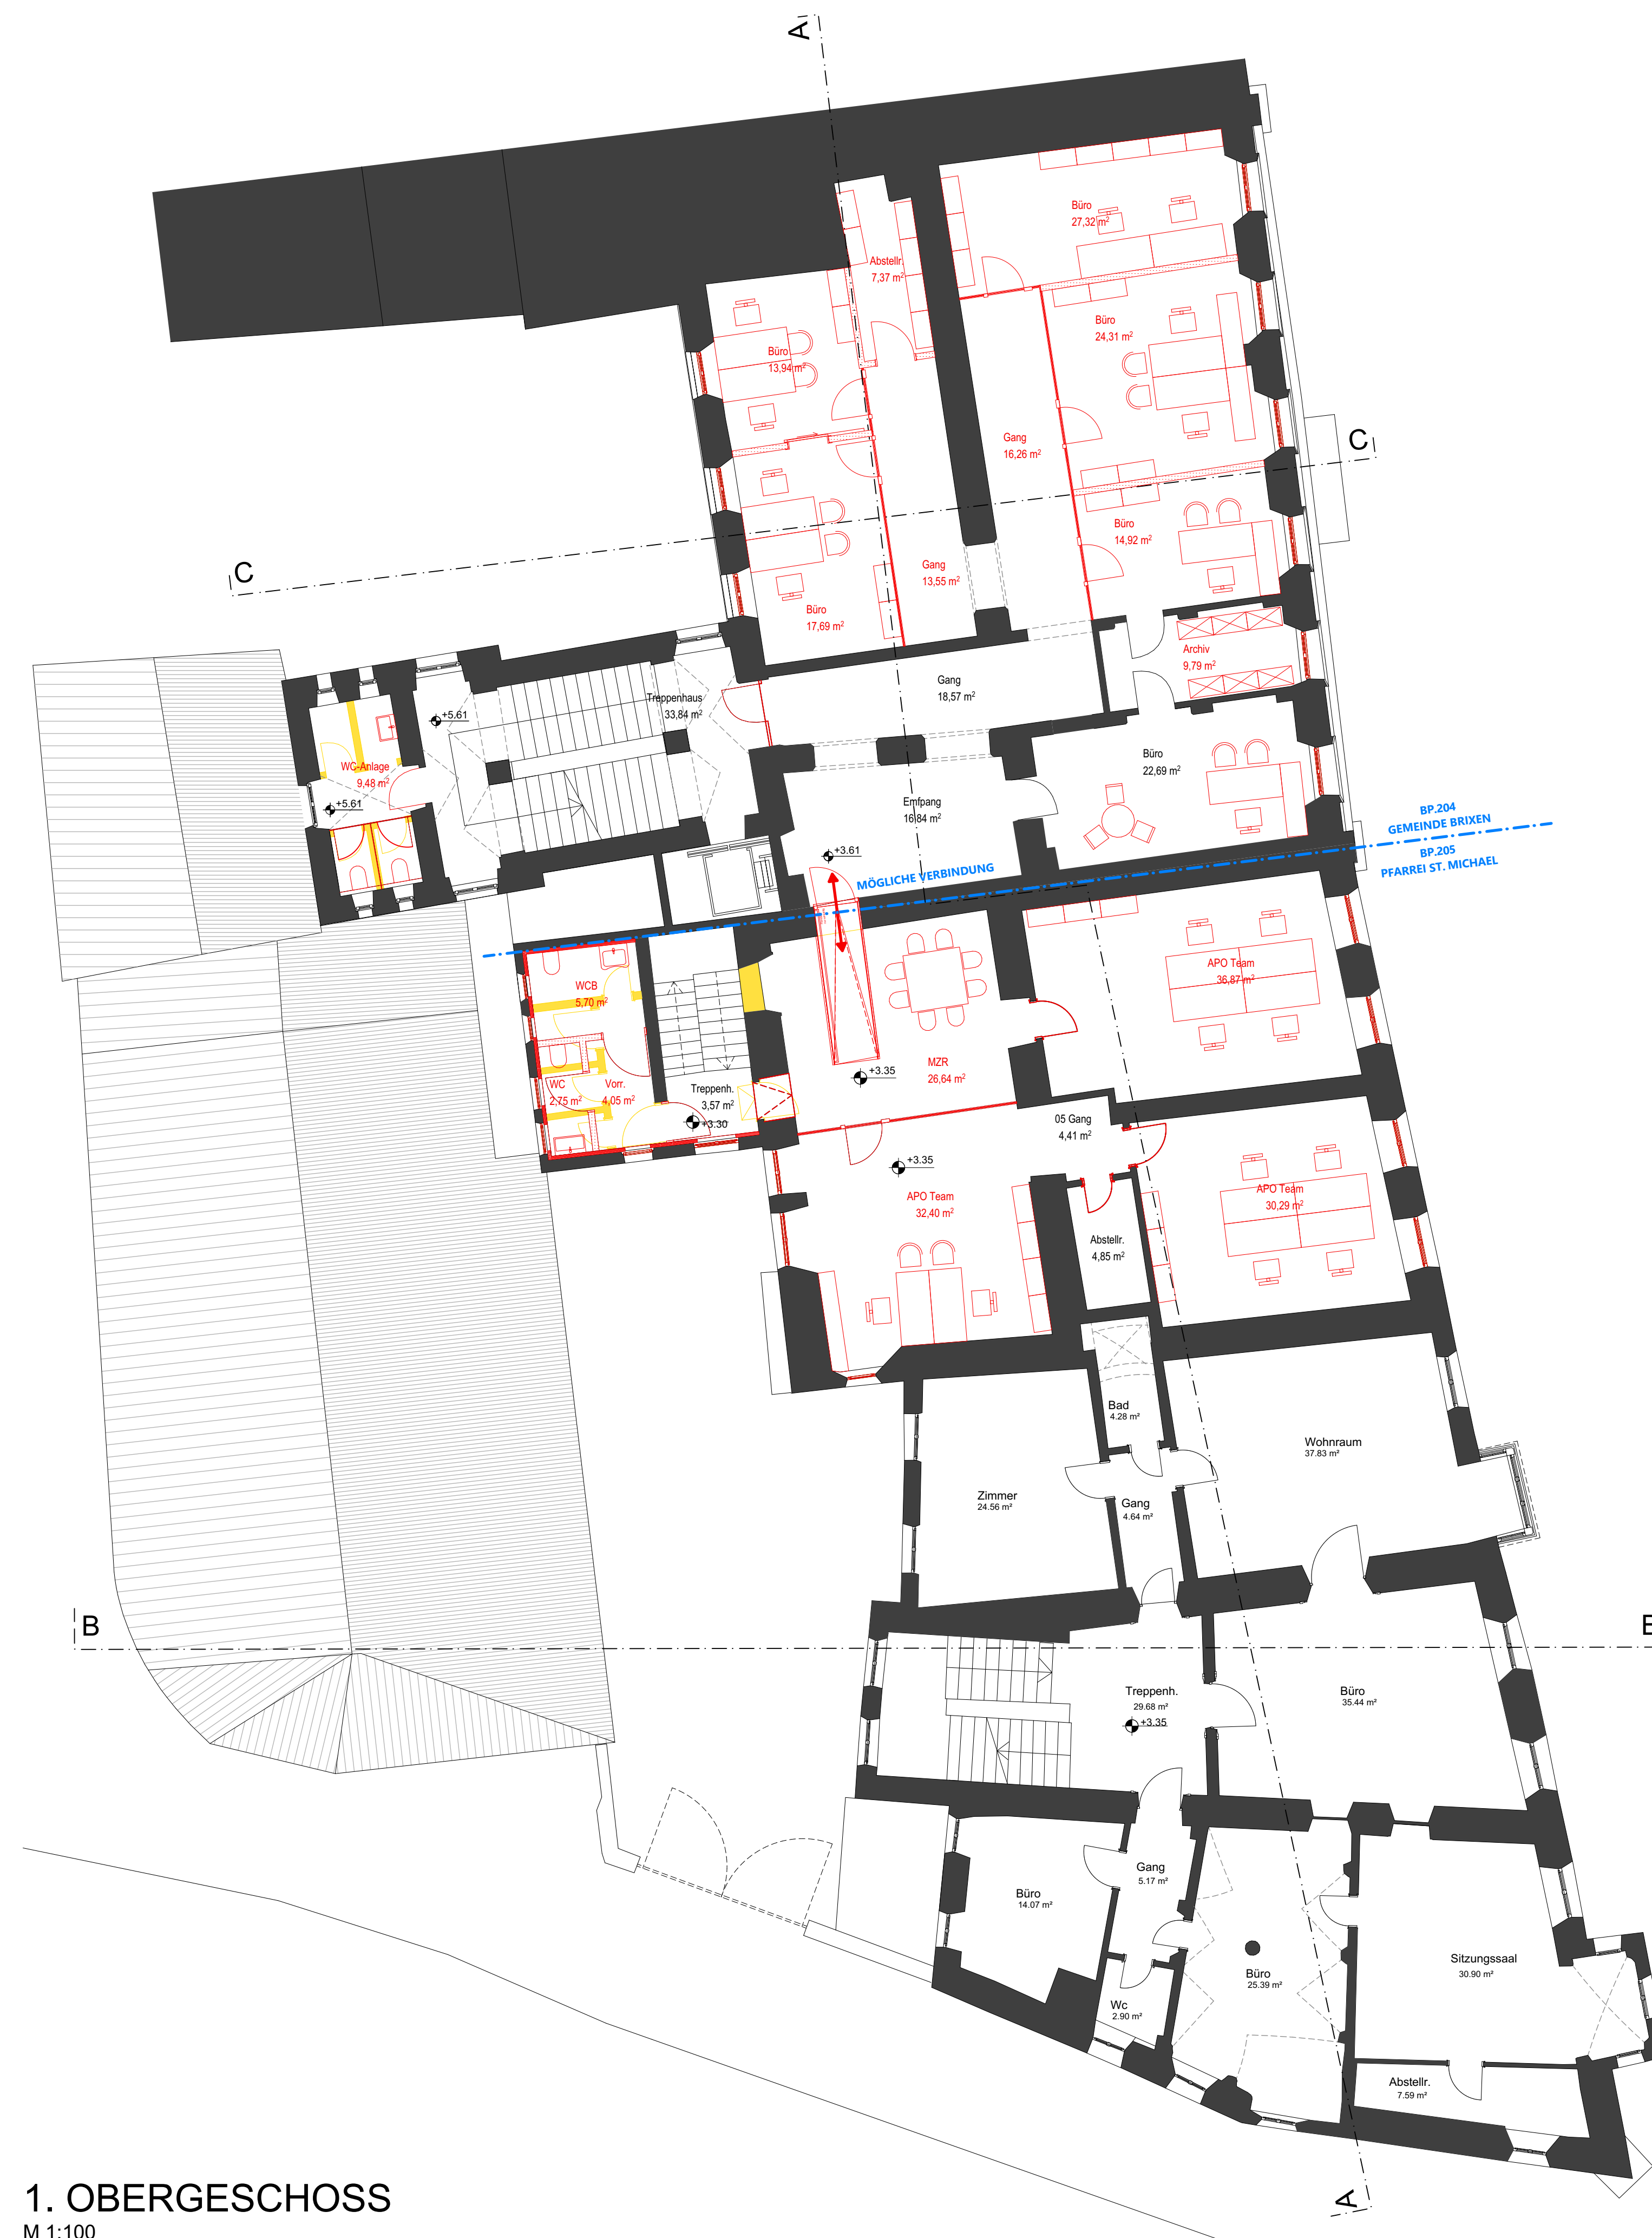 A
Büro
27,32 m²
Abstellr.
7,37 m²
Büro
24,31 m²
Büro
13,94 m²
Gang
16,26 m²
C
Büro
14,92 m²
C
Gang
13,55 m²
Büro
17,69 m²
Archiv
9,79 m²
Gang
18,57 m²
Treppenhaus
33,84 m²
+5.61
WC-Anlage
9,48 m²
+5.61
Büro
22,69 m²
Emfpang
16,84 m²
BP.204
GEMEINDE BRIXEN
BP.205
PFARREI ST. MICHAEL
+3.61
MÖGLICHE VERBINDUNG
APO Team
36,87 m²
WCB
5,70 m²
MZR
26,64 m²
+3.35
WC
2,75 m²
Vorr.
4,05 m²
Treppenh.
3,57 m²
+3.30
05 Gang
4,41 m²
+3.35
APO Team
32,40 m²
APO Team
30,29 m²
Abstellr.
4,85 m²
Bad
4.28 m²
Wohnraum
37.83 m²
Zimmer
24.56 m²
Gang
4.64 m²
B
Treppenh.
29.68 m²
+3.35
Büro
35.44 m²
Gang
5.17 m²
Büro
14.07 m²
Büro
25.39 m²
Sitzungssaal
30.90 m²
Wc
2.90 m²
Abstellr.
7.59 m²
A
1. OBERGESCHOSS
M 1:100